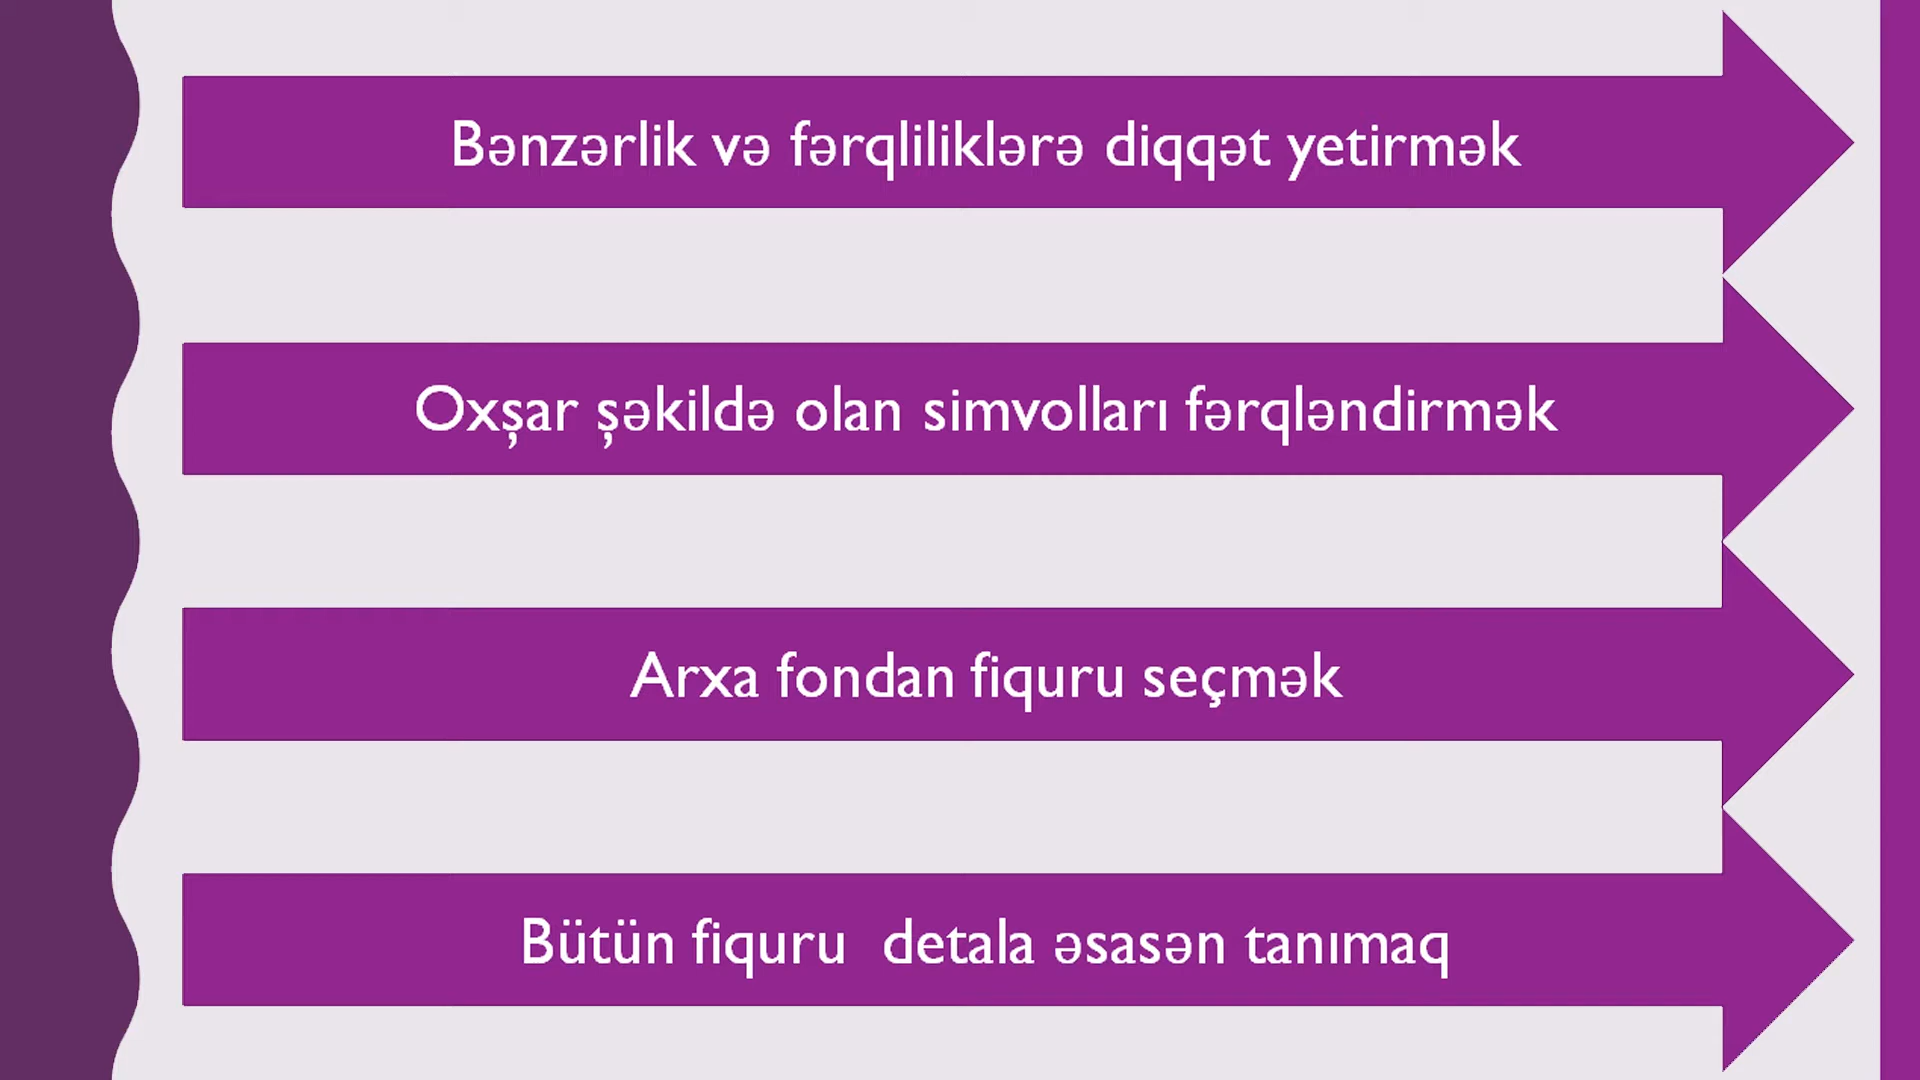 Bənzərlik və fərqliliklərə diqqət yetirmək
Oxşar şəkildə olan simvolları fərqləndirmək
Arxa fondan fiquru seçmək
Bütün fiquru  detala əsasən tanımaq